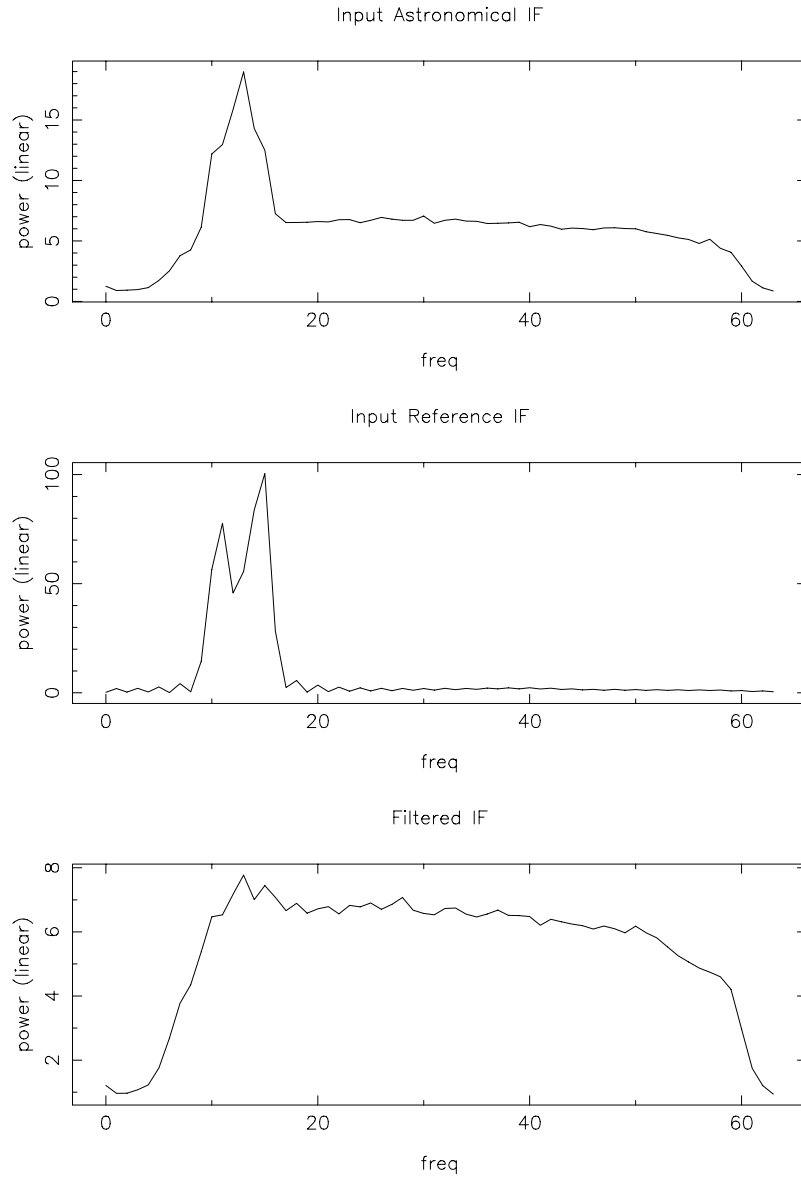 Input Astronomical IF
power (linear)
0 5 10 15
0 20 40 60
freq
Input Reference IF
power (linear)
0 50 100
0 20 40 60
freq
Filtered IF
power (linear)
2 4 6 8
0 20 40 60
freq